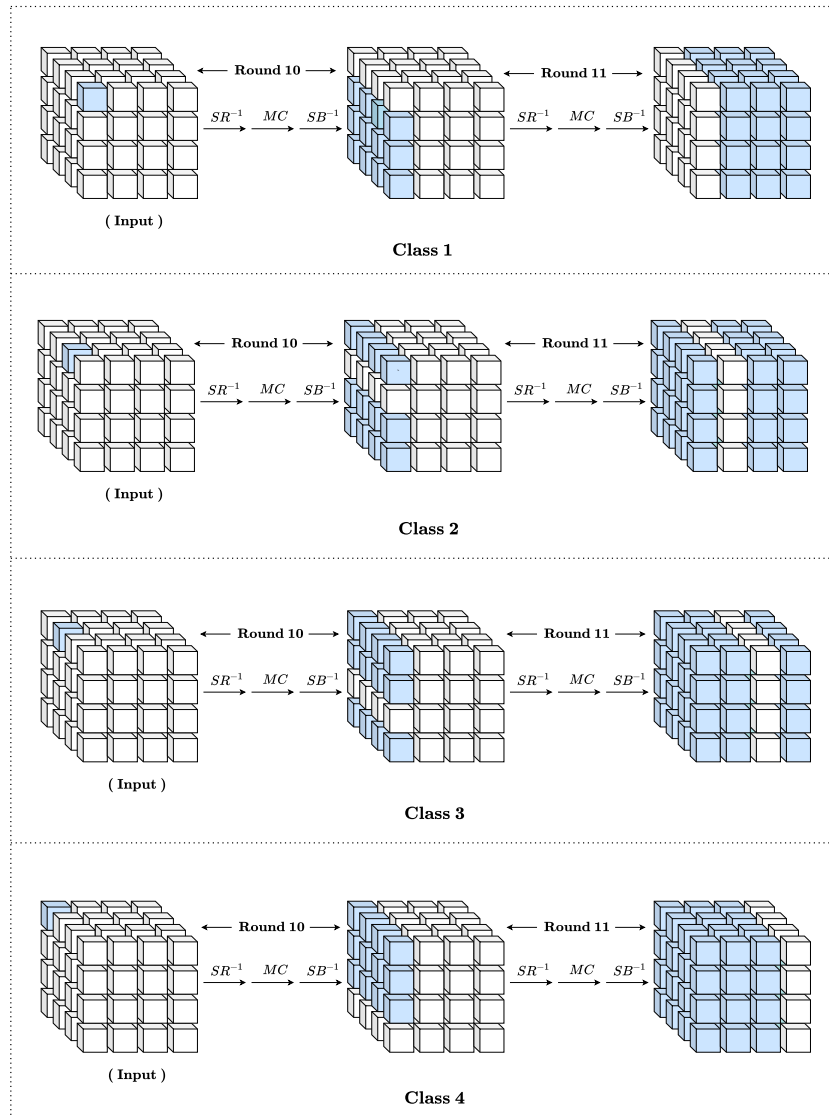 Round 10
Round 11
SR⁻¹ MC SB⁻¹ SR⁻¹ MC SB⁻¹
( Input )
Class 1
Round 10
Round 11
SR⁻¹ MC SB⁻¹ SR⁻¹ MC SB⁻¹
( Input )
Class 2
Round 10
Round 11
SR⁻¹ MC SB⁻¹ SR⁻¹ MC SB⁻¹
( Input )
Class 3
Round 10
Round 11
SR⁻¹ MC SB⁻¹ SR⁻¹ MC SB⁻¹
( Input )
Class 4